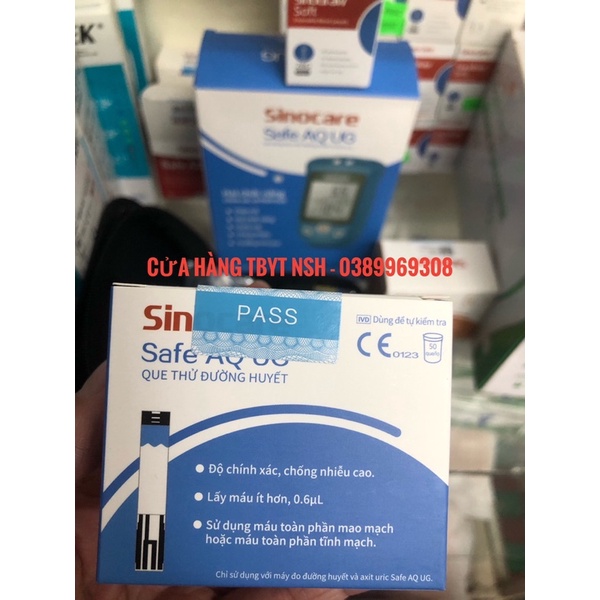 Soft
Sinocare
Safe AQ UG
CỬA HÀNG TBYT NSH - 0389969308
PASS
Sinocare
Safe AQ UG
QUE THỬ ĐƯỜNG HUYẾT
IVD Dùng để tự kiểm tra
CE 0123
50
• Độ chính xác, chống nhiễu cao.
• Lấy máu ít hơn, 0.6µL
• Sử dụng máu toàn phần mao mạch
hoặc máu toàn phần tĩnh mạch.
Chỉ sử dụng với máy đo đường huyết và axit uric Safe AQ UG.